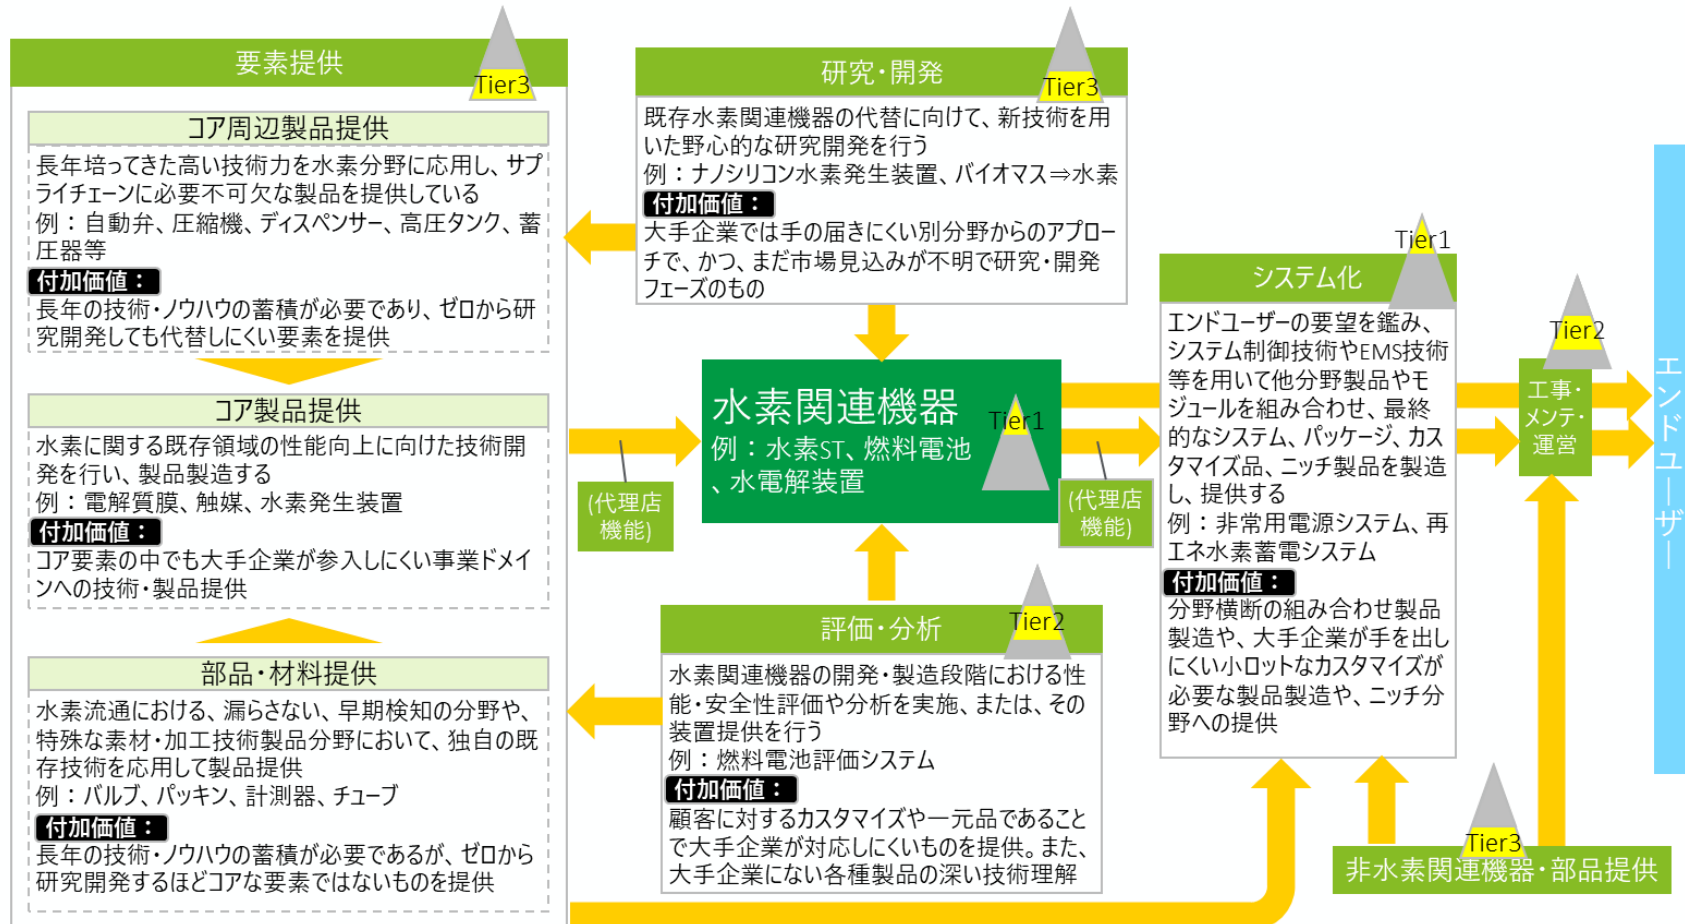 要素提供
Tier3
コア周辺製品提供
長年培ってきた高い技術力を水素分野に応用し、サプ
ライチェーンに必要不可欠な製品を提供している
例：自動弁、圧縮機、ディスペンサー、高圧タンク、蓄
圧器等
付加価値：
長年の技術・ノウハウの蓄積が必要であり、ゼロから研
究開発しても代替しにくい要素を提供
コア製品提供
水素に関する既存領域の性能向上に向けた技術開
発を行い、製品製造する
例：電解質膜、触媒、水素発生装置
付加価値：
コア要素の中でも大手企業が参入しにくい事業ドメイ
ンへの技術・製品提供
部品・材料提供
水素流通における、漏らさない、早期検知の分野や、
特殊な素材・加工技術製品分野において、独自の既
存技術を応用して製品提供
例：バルブ、パッキン、計測器、チューブ
付加価値：
長年の技術・ノウハウの蓄積が必要であるが、ゼロから
研究開発するほどコアな要素ではないものを提供
研究・開発
Tier3
既存水素関連機器の代替に向けて、新技術を用
いた野心的な研究開発を行う
例：ナノシリコン水素発生装置、バイオマス⇒水素
付加価値：
大手企業では手の届きにくい別分野からのアプロー
チで、かつ、まだ市場見込みが不明で研究・開発
フェーズのもの
(代理店
機能)
水素関連機器
例：水素ST、燃料電池
、水電解装置
Tier1
(代理店
機能)
評価・分析
Tier2
水素関連機器の開発・製造段階における性
能・安全性評価や分析を実施、または、その
装置提供を行う
例：燃料電池評価システム
付加価値：
顧客に対するカスタマイズや一元品であること
で大手企業が対応しにくいものを提供。また、
大手企業にない各種製品の深い技術理解
システム化
Tier1
エンドユーザーの要望を鑑み、
システム制御技術やEMS技術
等を用いて他分野製品やモ
ジュールを組み合わせ、最終
的なシステム、パッケージ、カス
タマイズ品、ニッチ製品を製造
し、提供する
例：非常用電源システム、再
エネ水素蓄電システム
付加価値：
分野横断の組み合わせ製品
製造や、大手企業が手を出し
にくい小ロットなカスタマイズが
必要な製品製造や、ニッチ分
野への提供
Tier2
工事・
メンテ・
運営
Tier3
非水素関連機器・部品提供
エンドユーザー